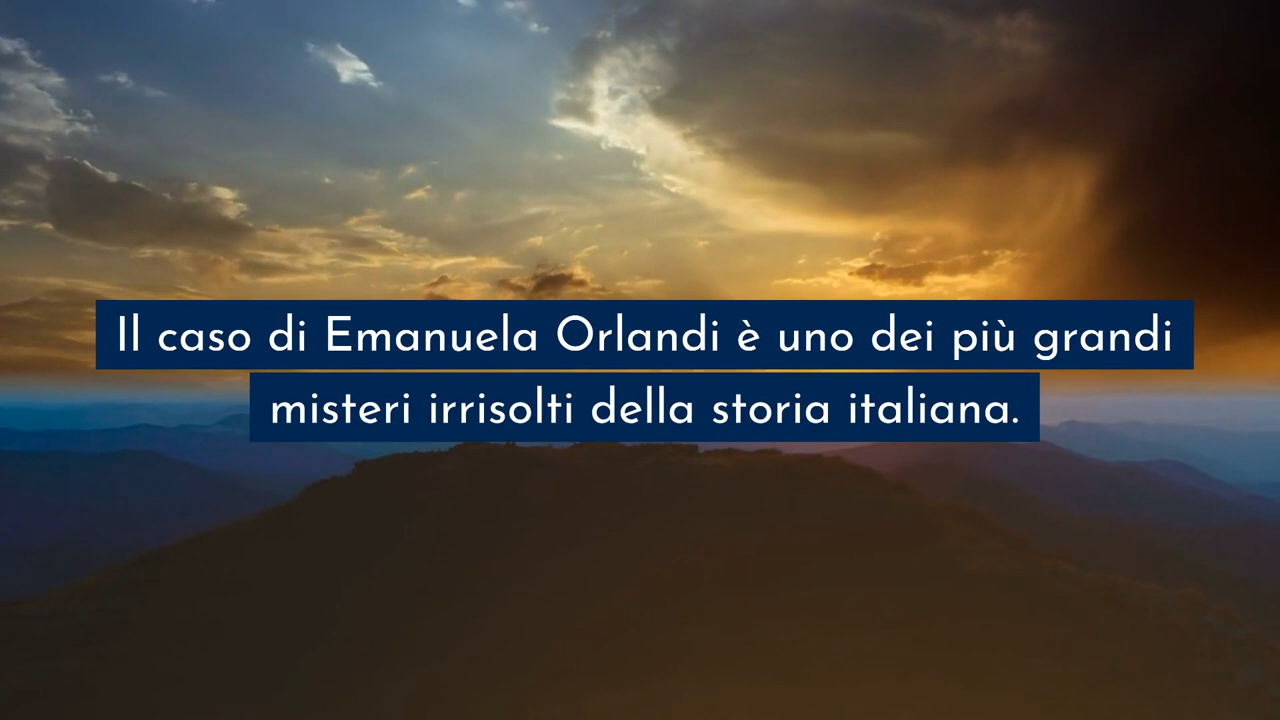 Il caso di Emanuela Orlandi è uno dei più grandi
misteri irrisolti della storia italiana.